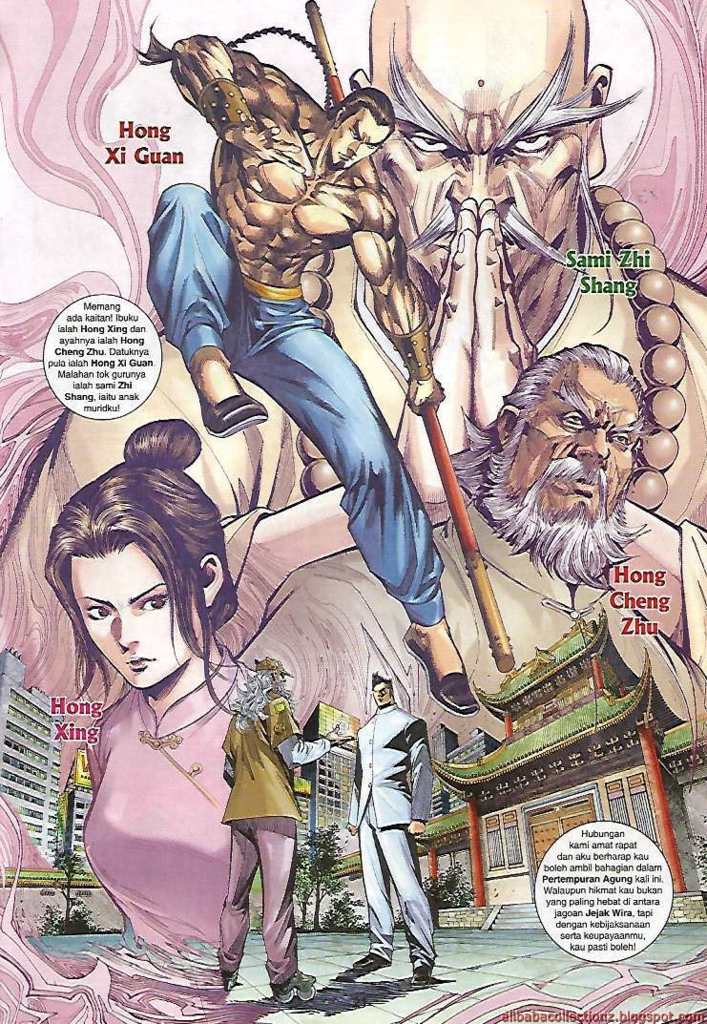 Hong
Xi Guan
Sami Zhi
Shang
Memang
ada kaitan! Ibuku
ialah Hong Xing dan
ayahnya ialah Hong
Cheng Zhu. Datuknya
pula ialah Hong Xi Guan.
Malahan tok gurunya
ialah sami Zhi
Shang, iaitu anak
muridku!
Hong
Cheng
Zhu
Hong
Xing
Hubungan
kami amat rapat
dan aku berharap kau
boleh ambil bahagian dalam
Pertempuran Agung kali ini.
Walaupun hikmat kau bukan
yang paling hebat di antara
jagoan Jejak Wira, tapi
dengan kebijaksanaan
serta keupayaanmu,
kau pasti boleh!
alibabacollectionz.blogspot.com